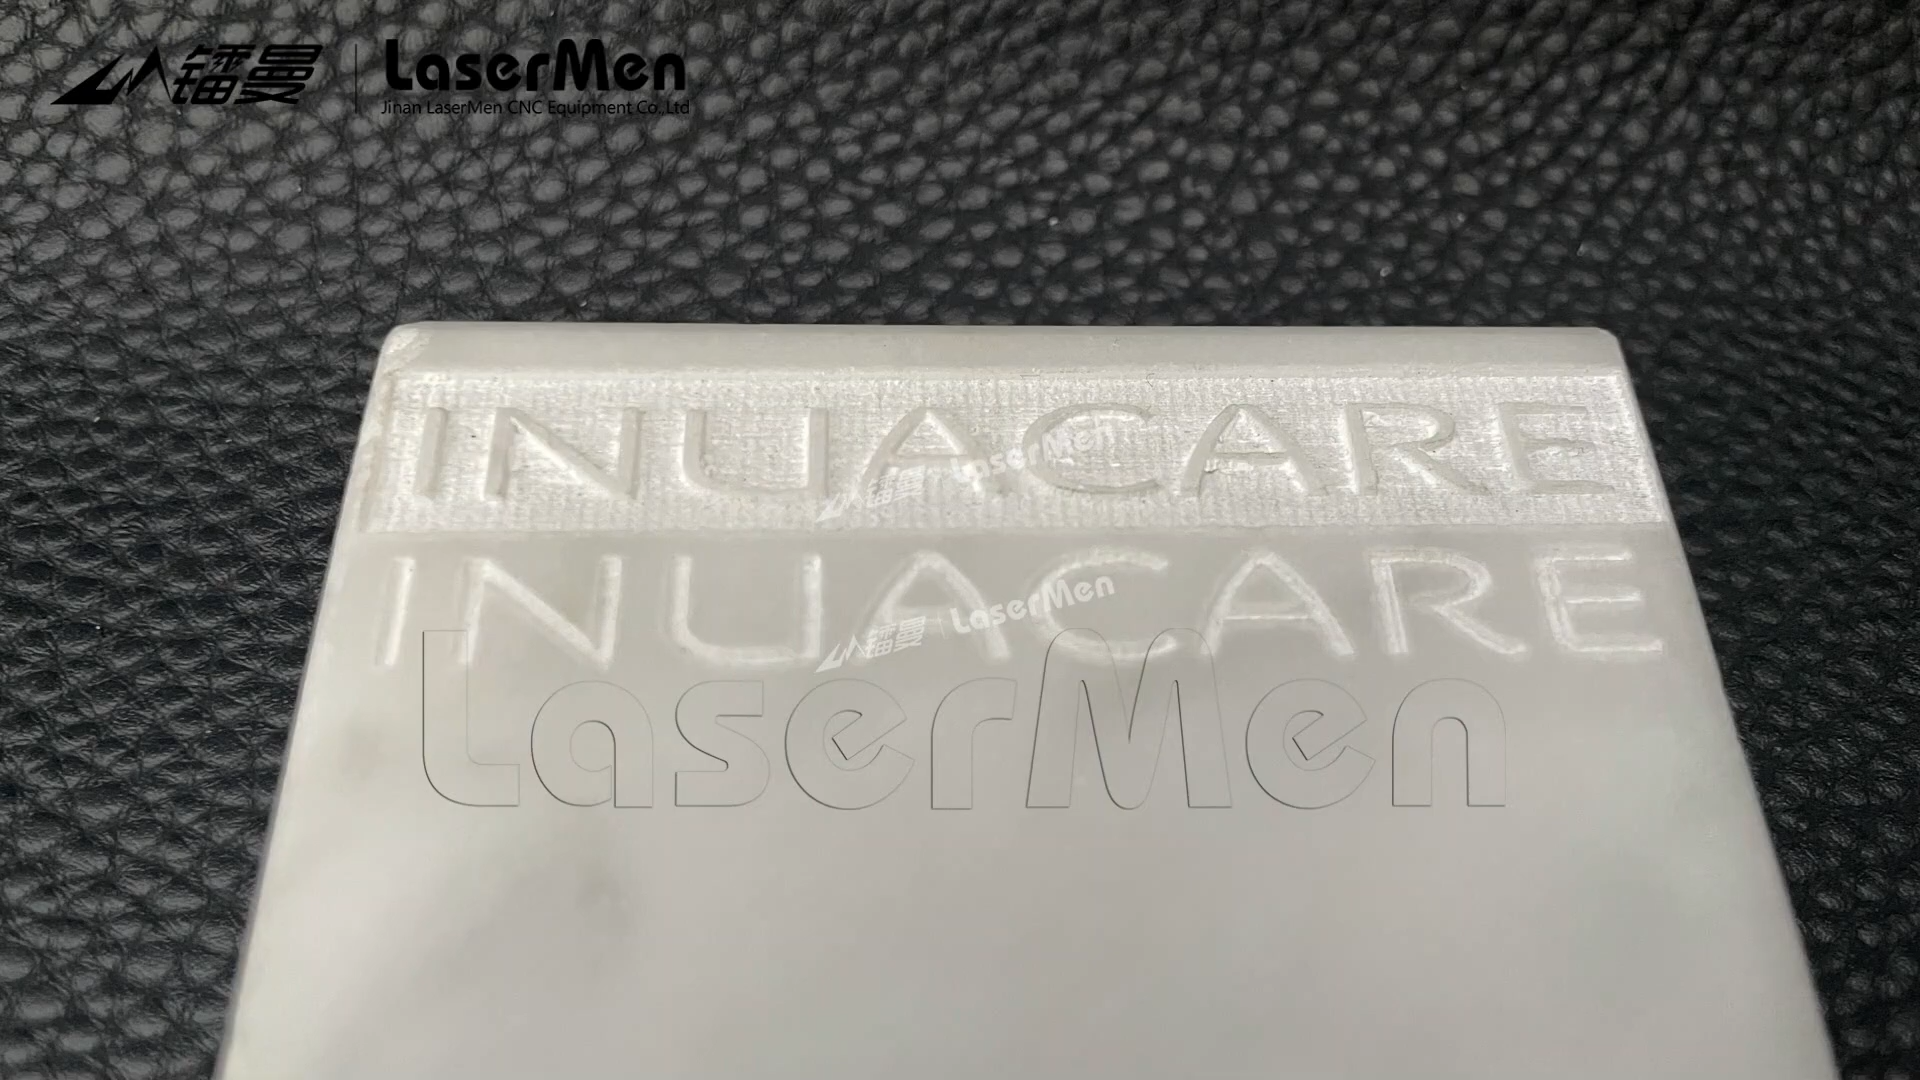 镭曼 LaserMen
Jinan LaserMen CNC Equipment Co.,Ltd
INUACARE
镭曼 LaserMen
INUACARE
镭曼 LaserMen
LaserMen